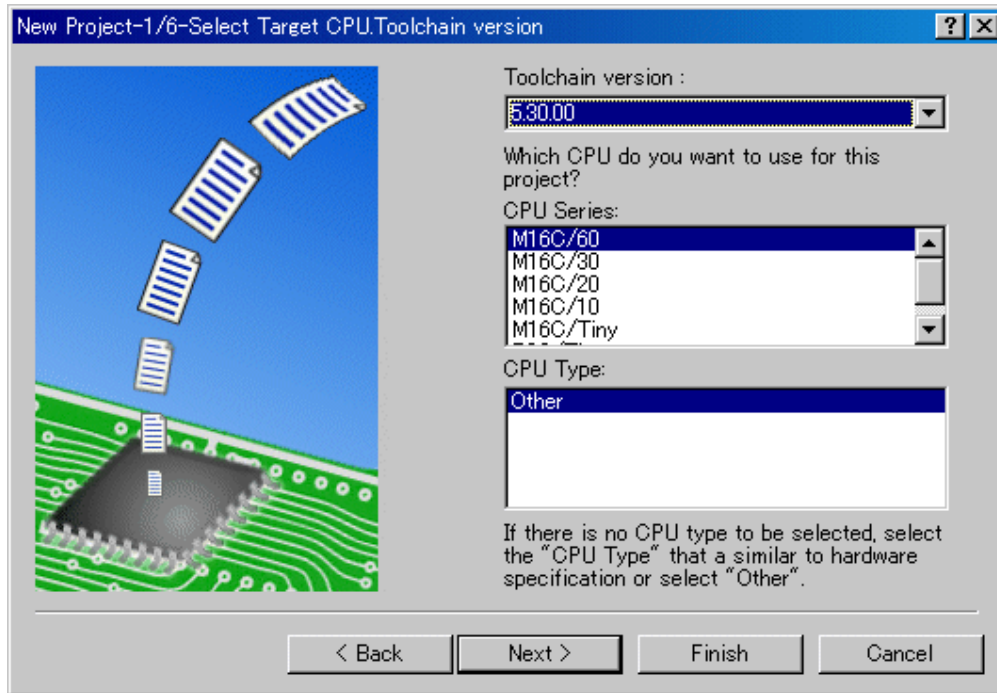 New Project-1/6-Select Target CPU.Toolchain version
Toolchain version :
5.30.00
Which CPU do you want to use for this
project?
CPU Series:
M16C/60
M16C/30
M16C/20
M16C/10
M16C/Tiny
CPU Type:
Other
If there is no CPU type to be selected, select
the "CPU Type" that a similar to hardware
specification or select "Other".
< Back
Next >
Finish
Cancel